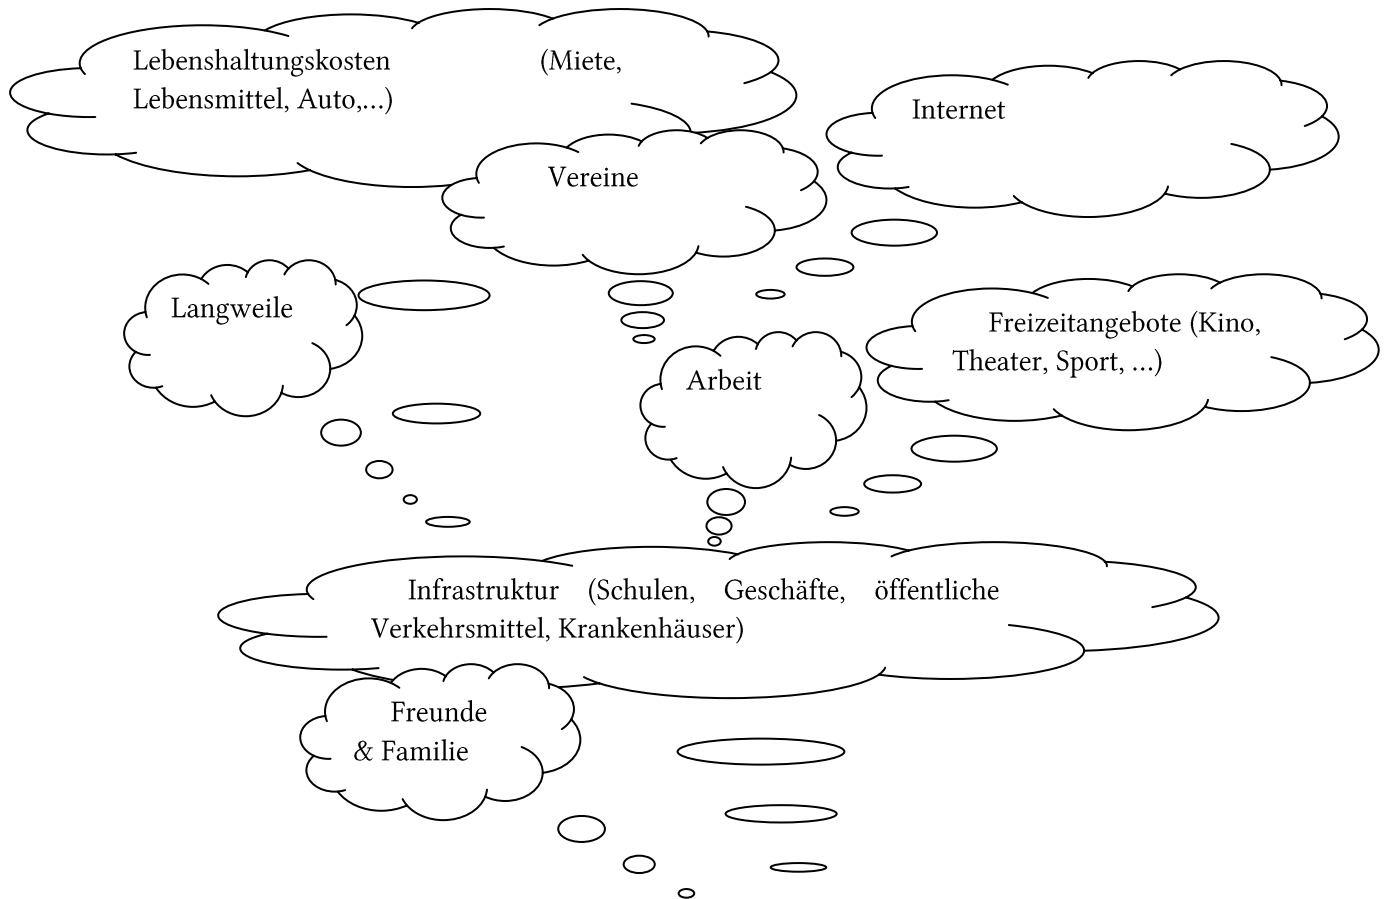 Lebenshaltungskosten (Miete,
Lebensmittel, Auto,...)
Internet
Vereine
Langweile
Freizeitangebote (Kino,
Theater, Sport, ...)
Arbeit
Infrastruktur (Schulen, Geschäfte, öffentliche
Verkehrsmittel, Krankenhäuser)
Freunde
& Familie